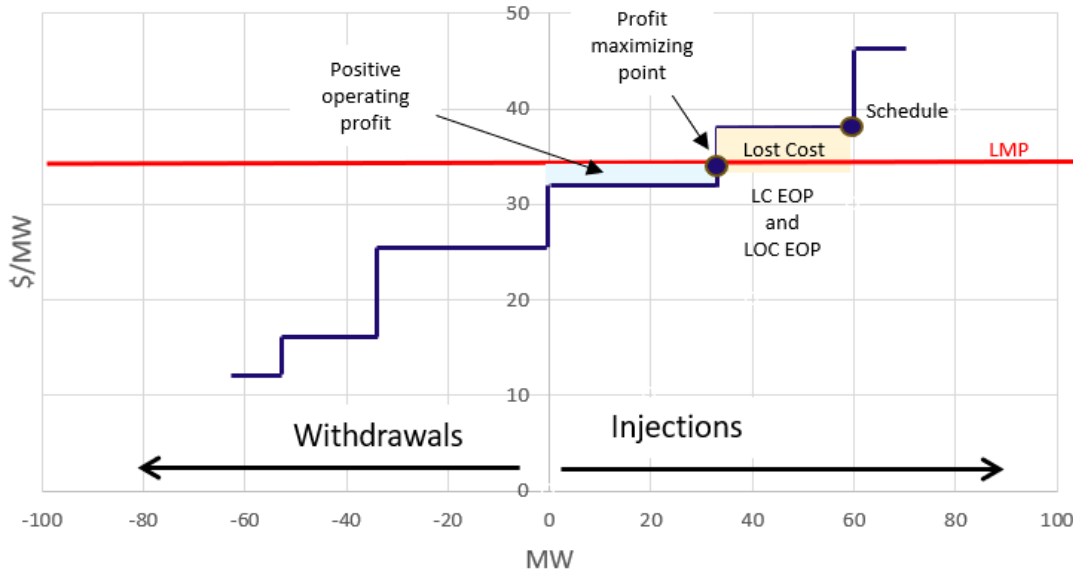 50
40
30
20
10
0
$/MW
Positive
operating
profit
Profit
maximizing
point
Schedule
Lost Cost
LMP
LC EOP
and
LOC EOP
Withdrawals
Injections
-100
-80
-60
-40
-20
0
20
40
60
80
100
MW